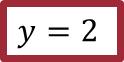 y = 2